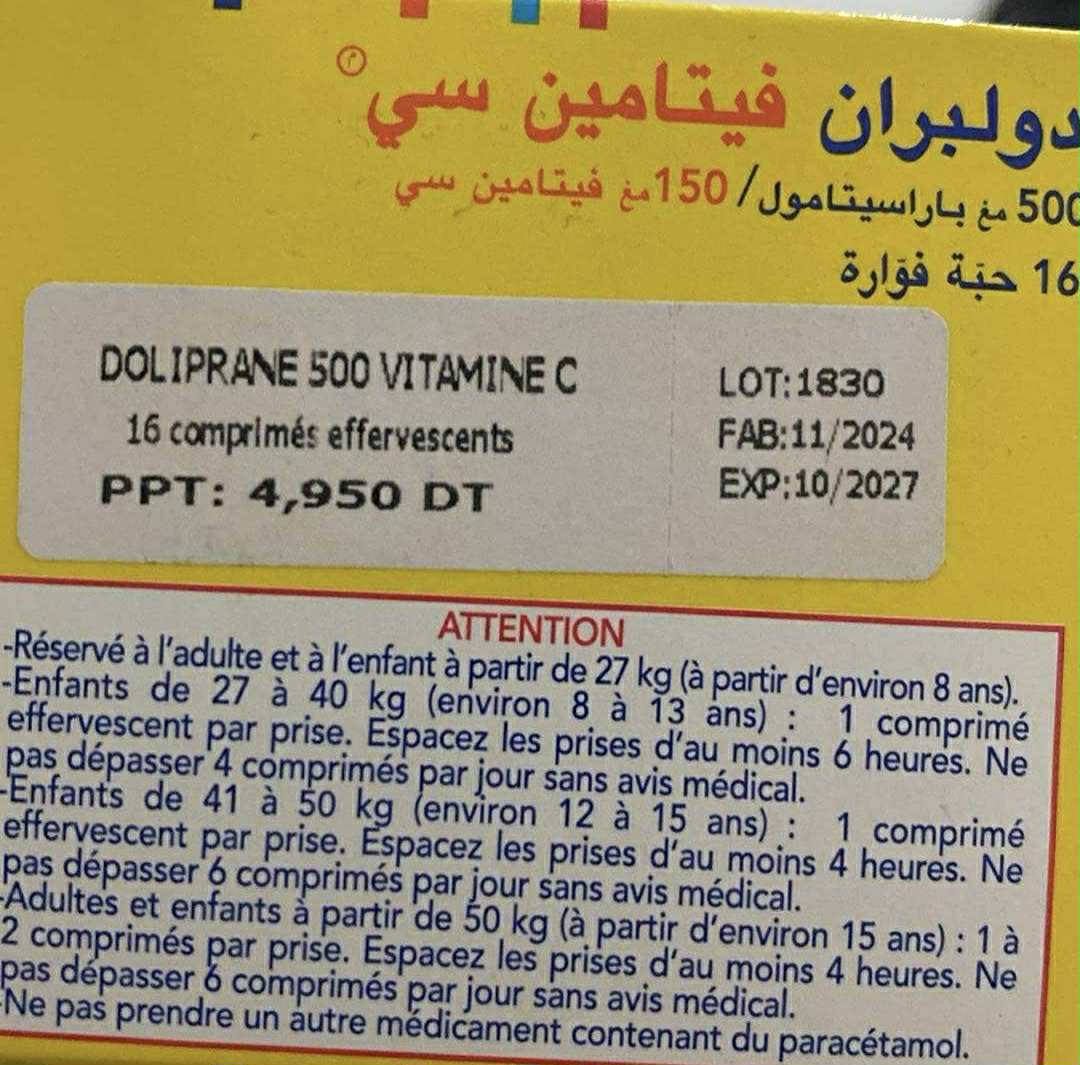 دولبران فيتامين سي
500 مغ باراسيتامول/150 مغ فيتامين سي
16 حبّة فوّارة
DOLIPRANE 500 VITAMINE C
16 comprimés effervescents
PPT: 4,950 DT
LOT:1830
FAB:11/2024
EXP:10/2027
ATTENTION
-Réservé à l'adulte et à l'enfant à partir de 27 kg (à partir d'environ 8 ans).
-Enfants de 27 à 40 kg (environ 8 à 13 ans) : 1 comprimé
effervescent par prise. Espacez les prises d'au moins 6 heures. Ne
pas dépasser 4 comprimés par jour sans avis médical.
-Enfants de 41 à 50 kg (environ 12 à 15 ans) : 1 comprimé
effervescent par prise. Espacez les prises d'au moins 4 heures. Ne
pas dépasser 6 comprimés par jour sans avis médical.
-Adultes et enfants à partir de 50 kg (à partir d'environ 15 ans) : 1 à
2 comprimés par prise. Espacez les prises d'au moins 4 heures. Ne
pas dépasser 6 comprimés par jour sans avis médical.
-Ne pas prendre un autre médicament contenant du paracétamol.